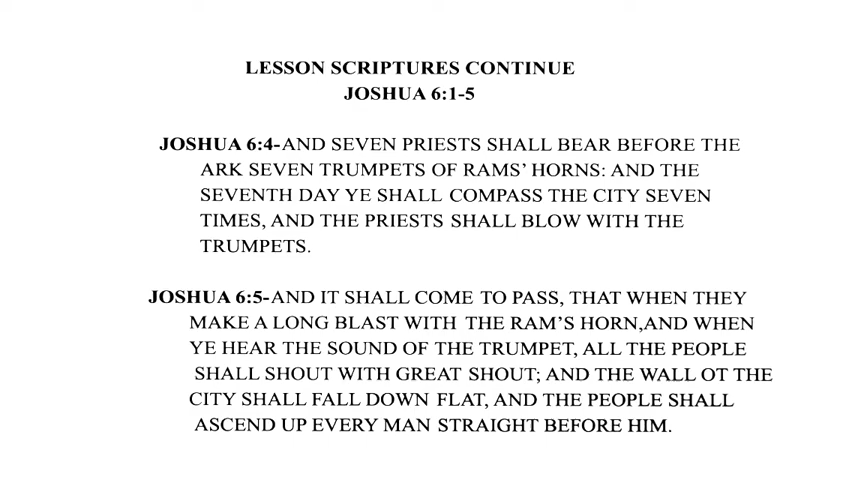 LESSON SCRIPTURES CONTINUE
JOSHUA 6:1-5
JOSHUA 6:4-AND SEVEN PRIESTS SHALL BEAR BEFORE THE
ARK SEVEN TRUMPETS OF RAMS’ HORNS: AND THE
SEVENTH DAY YE SHALL COMPASS THE CITY SEVEN
TIMES, AND THE PRIESTS SHALL BLOW WITH THE
TRUMPETS.
JOSHUA 6:5-AND IT SHALL COME TO PASS, THAT WHEN THEY
MAKE A LONG BLAST WITH THE RAM’S HORN,AND WHEN
YE HEAR THE SOUND OF THE TRUMPET, ALL THE PEOPLE
SHALL SHOUT WITH GREAT SHOUT; AND THE WALL OT THE
CITY SHALL FALL DOWN FLAT, AND THE PEOPLE SHALL
ASCEND UP EVERY MAN STRAIGHT BEFORE HIM.